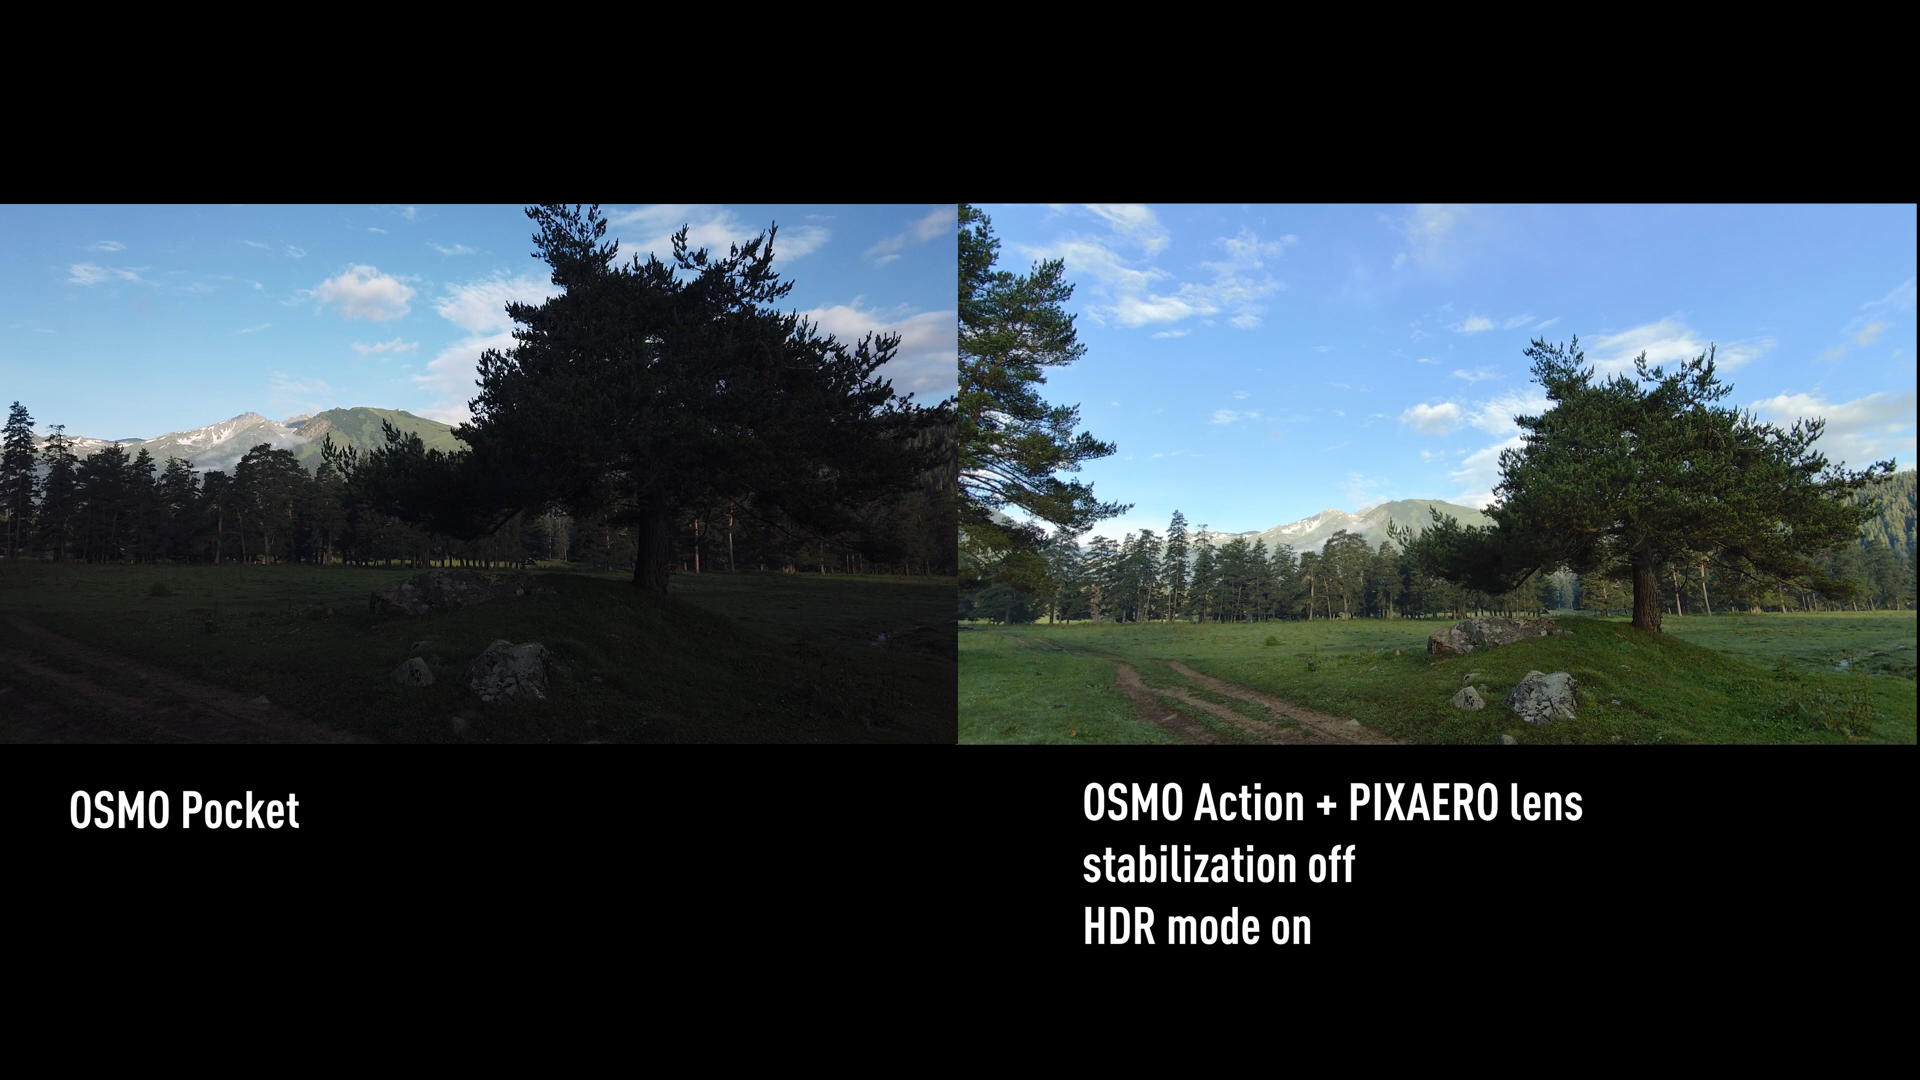 OSMO Pocket
OSMO Action + PIXAERO lens
stabilization off
HDR mode on